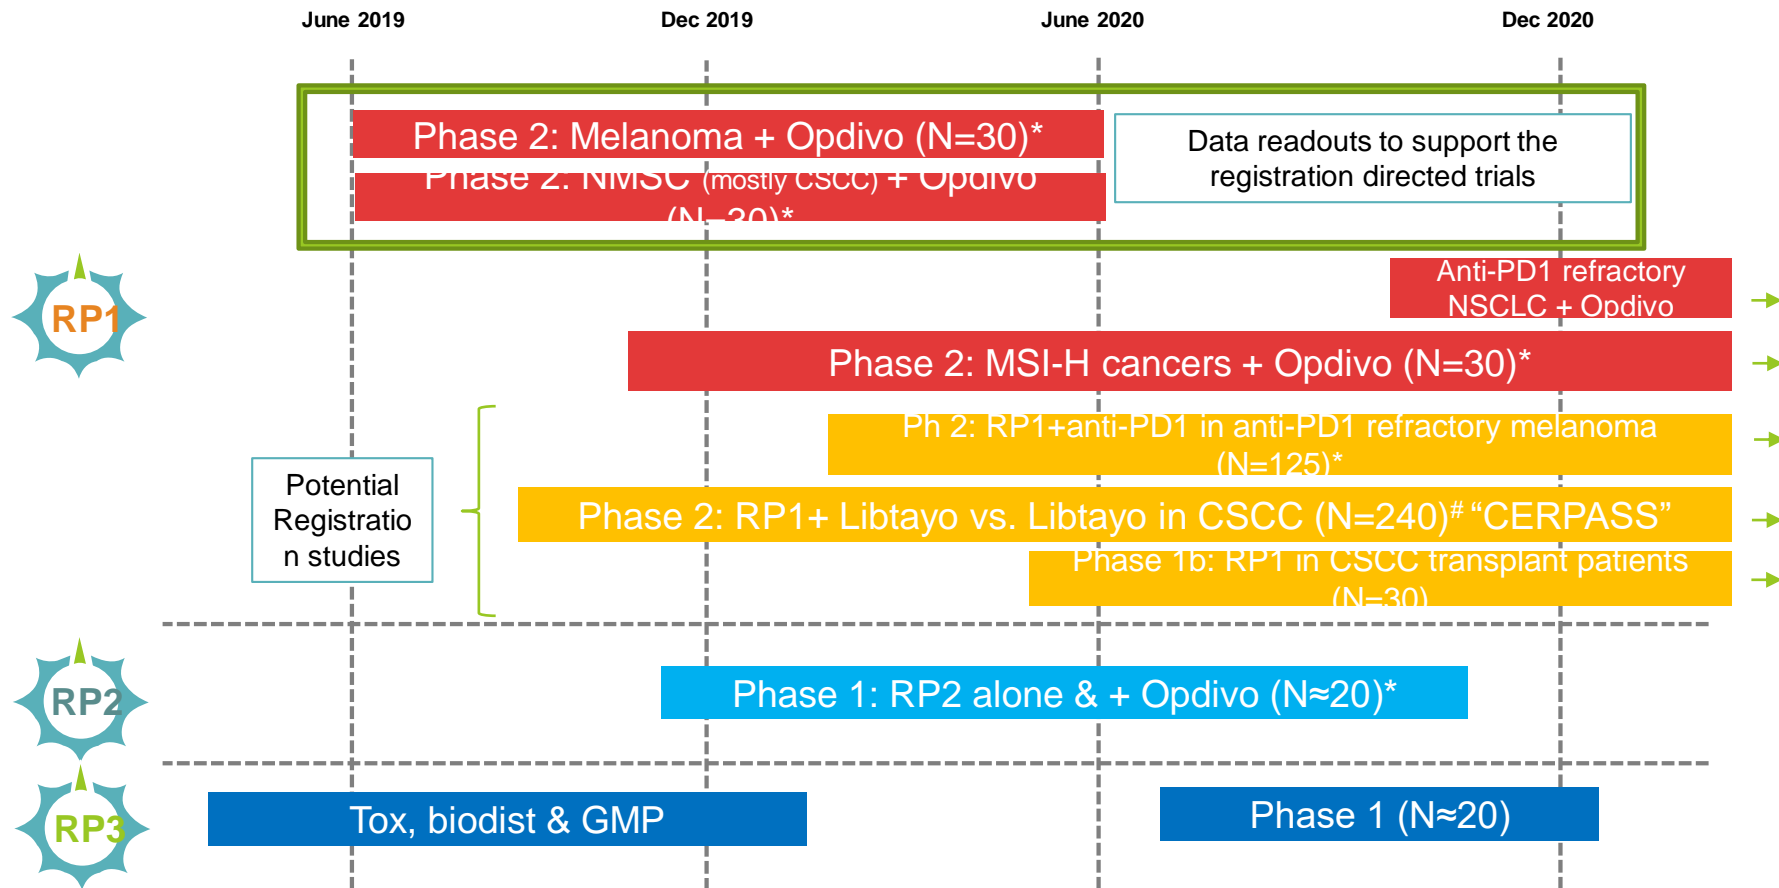 June 2019
Dec 2019
June 2020
Dec 2020
Phase 2: Melanoma + Opdivo (N=30)*
Data readouts to support the
registration directed trials
Phase 2: NMSC (mostly CSCC) + Opdivo
(N=30)*
RP1
Anti-PD1 refractory
NSCLC + Opdivo
Phase 2: MSI-H cancers + Opdivo (N=30)*
Potential
Registratio
n studies
Ph 2: RP1+anti-PD1 in anti-PD1 refractory melanoma
(N=125)*
Phase 2: RP1+ Libtayo vs. Libtayo in CSCC (N=240)# “CERPASS”
Phase 1b: RP1 in CSCC transplant patients
(N=30)
RP2
Phase 1: RP2 alone & + Opdivo (N≈20)*
RP3
Tox, biodist & GMP
Phase 1 (N≈20)